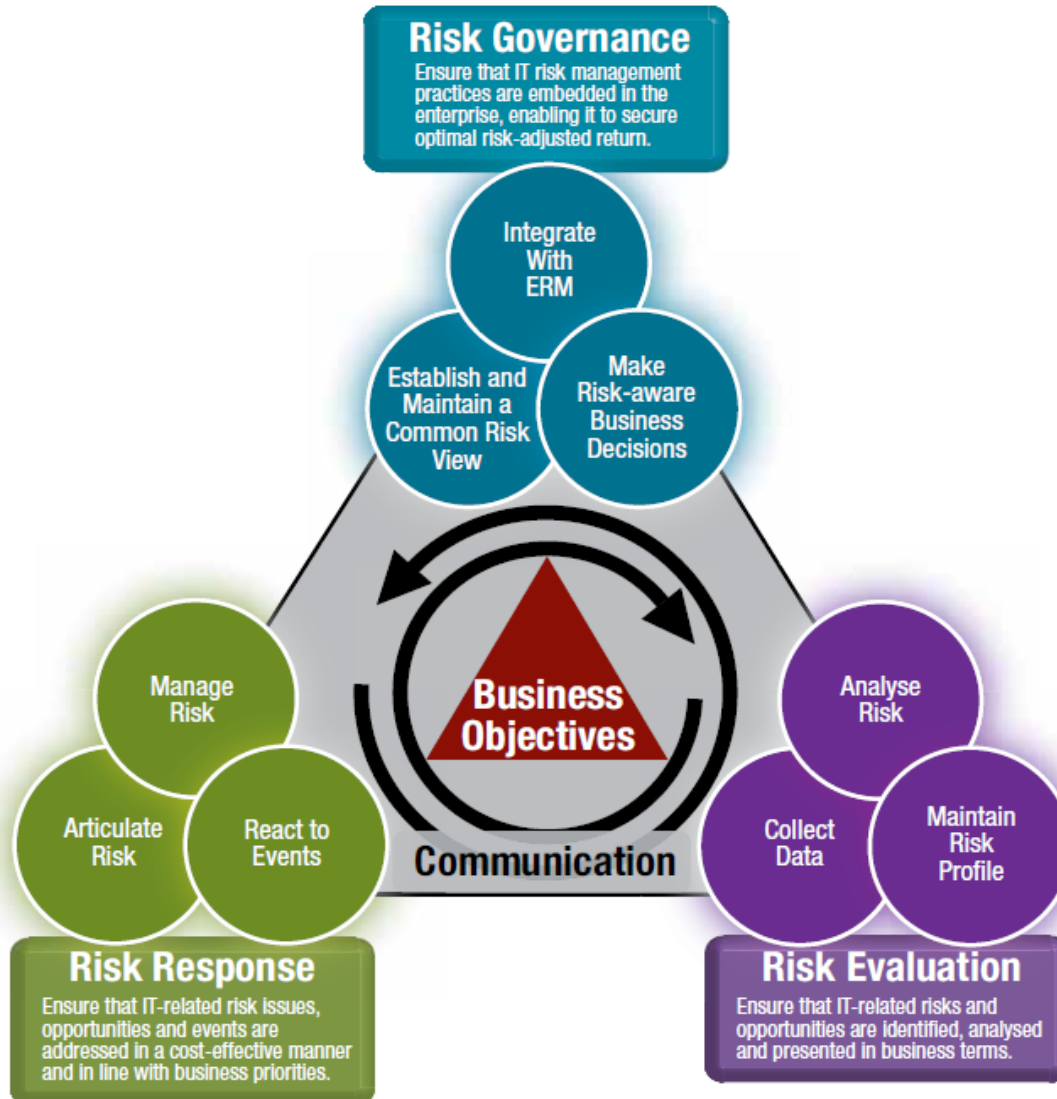 Risk Governance
Ensure that IT risk management
practices are embedded in the
enterprise, enabling it to secure
optimal risk-adjusted return.
Integrate
With
ERM
Establish and
Maintain a
Common Risk
View
Make
Risk-aware
Business
Decisions
Business
Objectives
Communication
Manage
Risk
Articulate
Risk
React to
Events
Analyse
Risk
Collect
Data
Maintain
Risk
Profile
Risk Response
Ensure that IT-related risk issues,
opportunities and events are
addressed in a cost-effective manner
and in line with business priorities.
Risk Evaluation
Ensure that IT-related risks and
opportunities are identified, analysed
and presented in business terms.